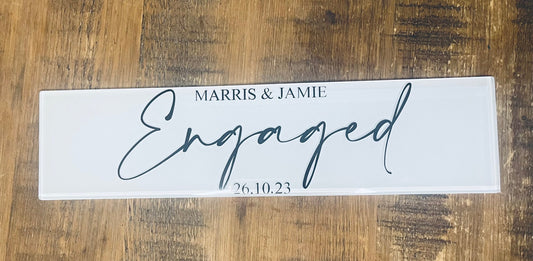 MARRIS & JAMIE
Engaged
26.10.23